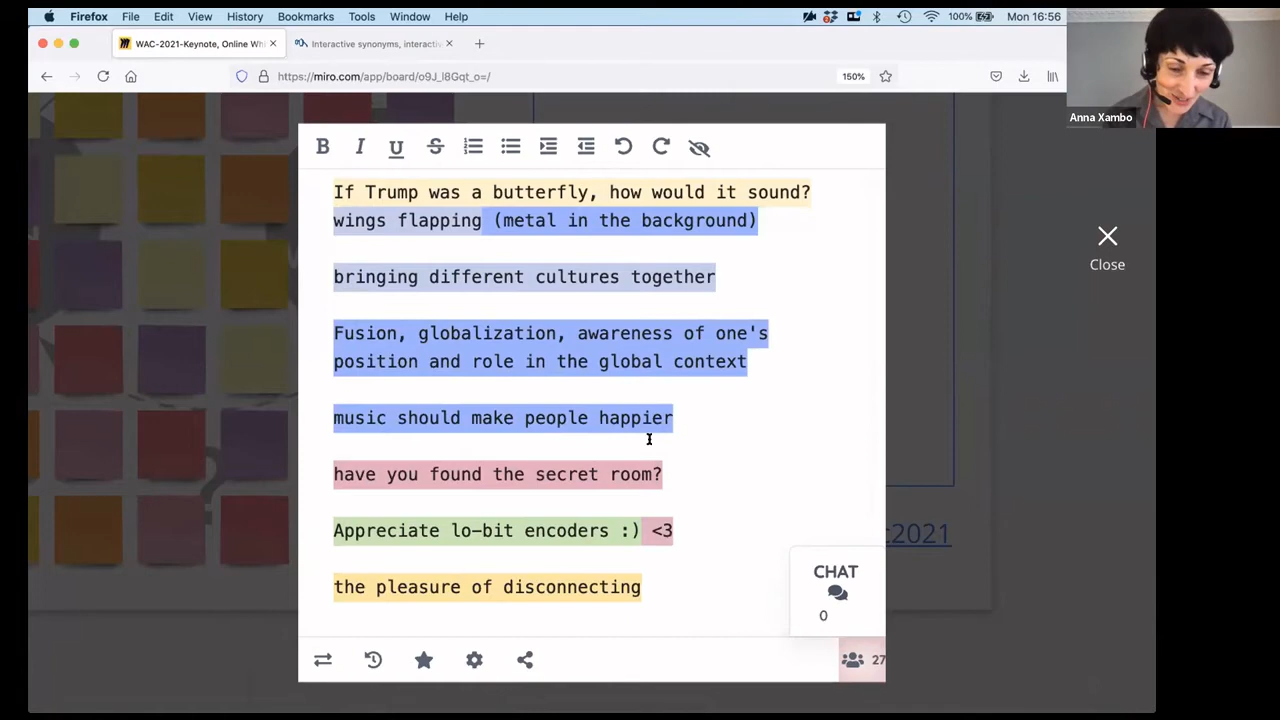 Firefox File Edit View History Bookmarks Tools Window Help 100% Mon 16:56
WAC-2021-Keynote, Online Wh
Interactive synonyms, interacti
https://miro.com/app/board/o9J_l8Gqt_o=/ 150%
Anna Xambo
B I U S
If Trump was a butterfly, how would it sound?
wings flapping (metal in the background)
bringing different cultures together
Fusion, globalization, awareness of one's
position and role in the global context
music should make people happier
have you found the secret room?
Appreciate lo-bit encoders :) <3
the pleasure of disconnecting
Close
c2021
CHAT
0
27